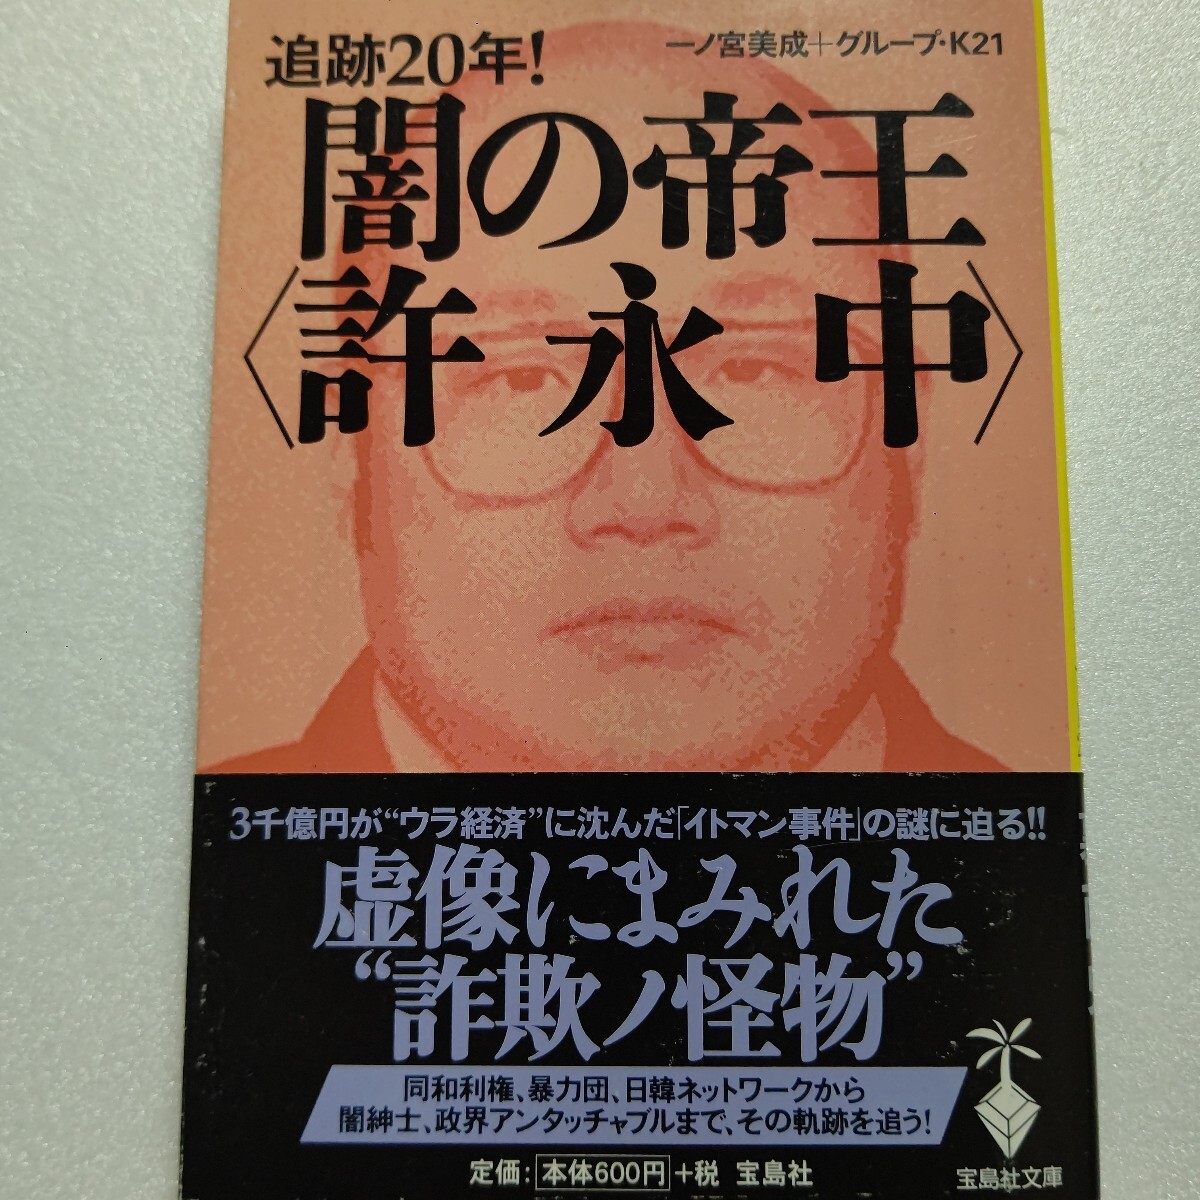 追跡20年!
一ノ宮美成+グループ・K21
闇の帝王
〈許永中〉
3千億円が“ウラ経済”に沈んだ「イトマン事件」の謎に迫る!!
虚像にまみれた
“詐欺ノ怪物”
同和利権、暴力団、日韓ネットワークから
闇紳士、政界アンタッチャブルまで、その軌跡を追う!
定価:本体600円+税 宝島社
宝島社文庫